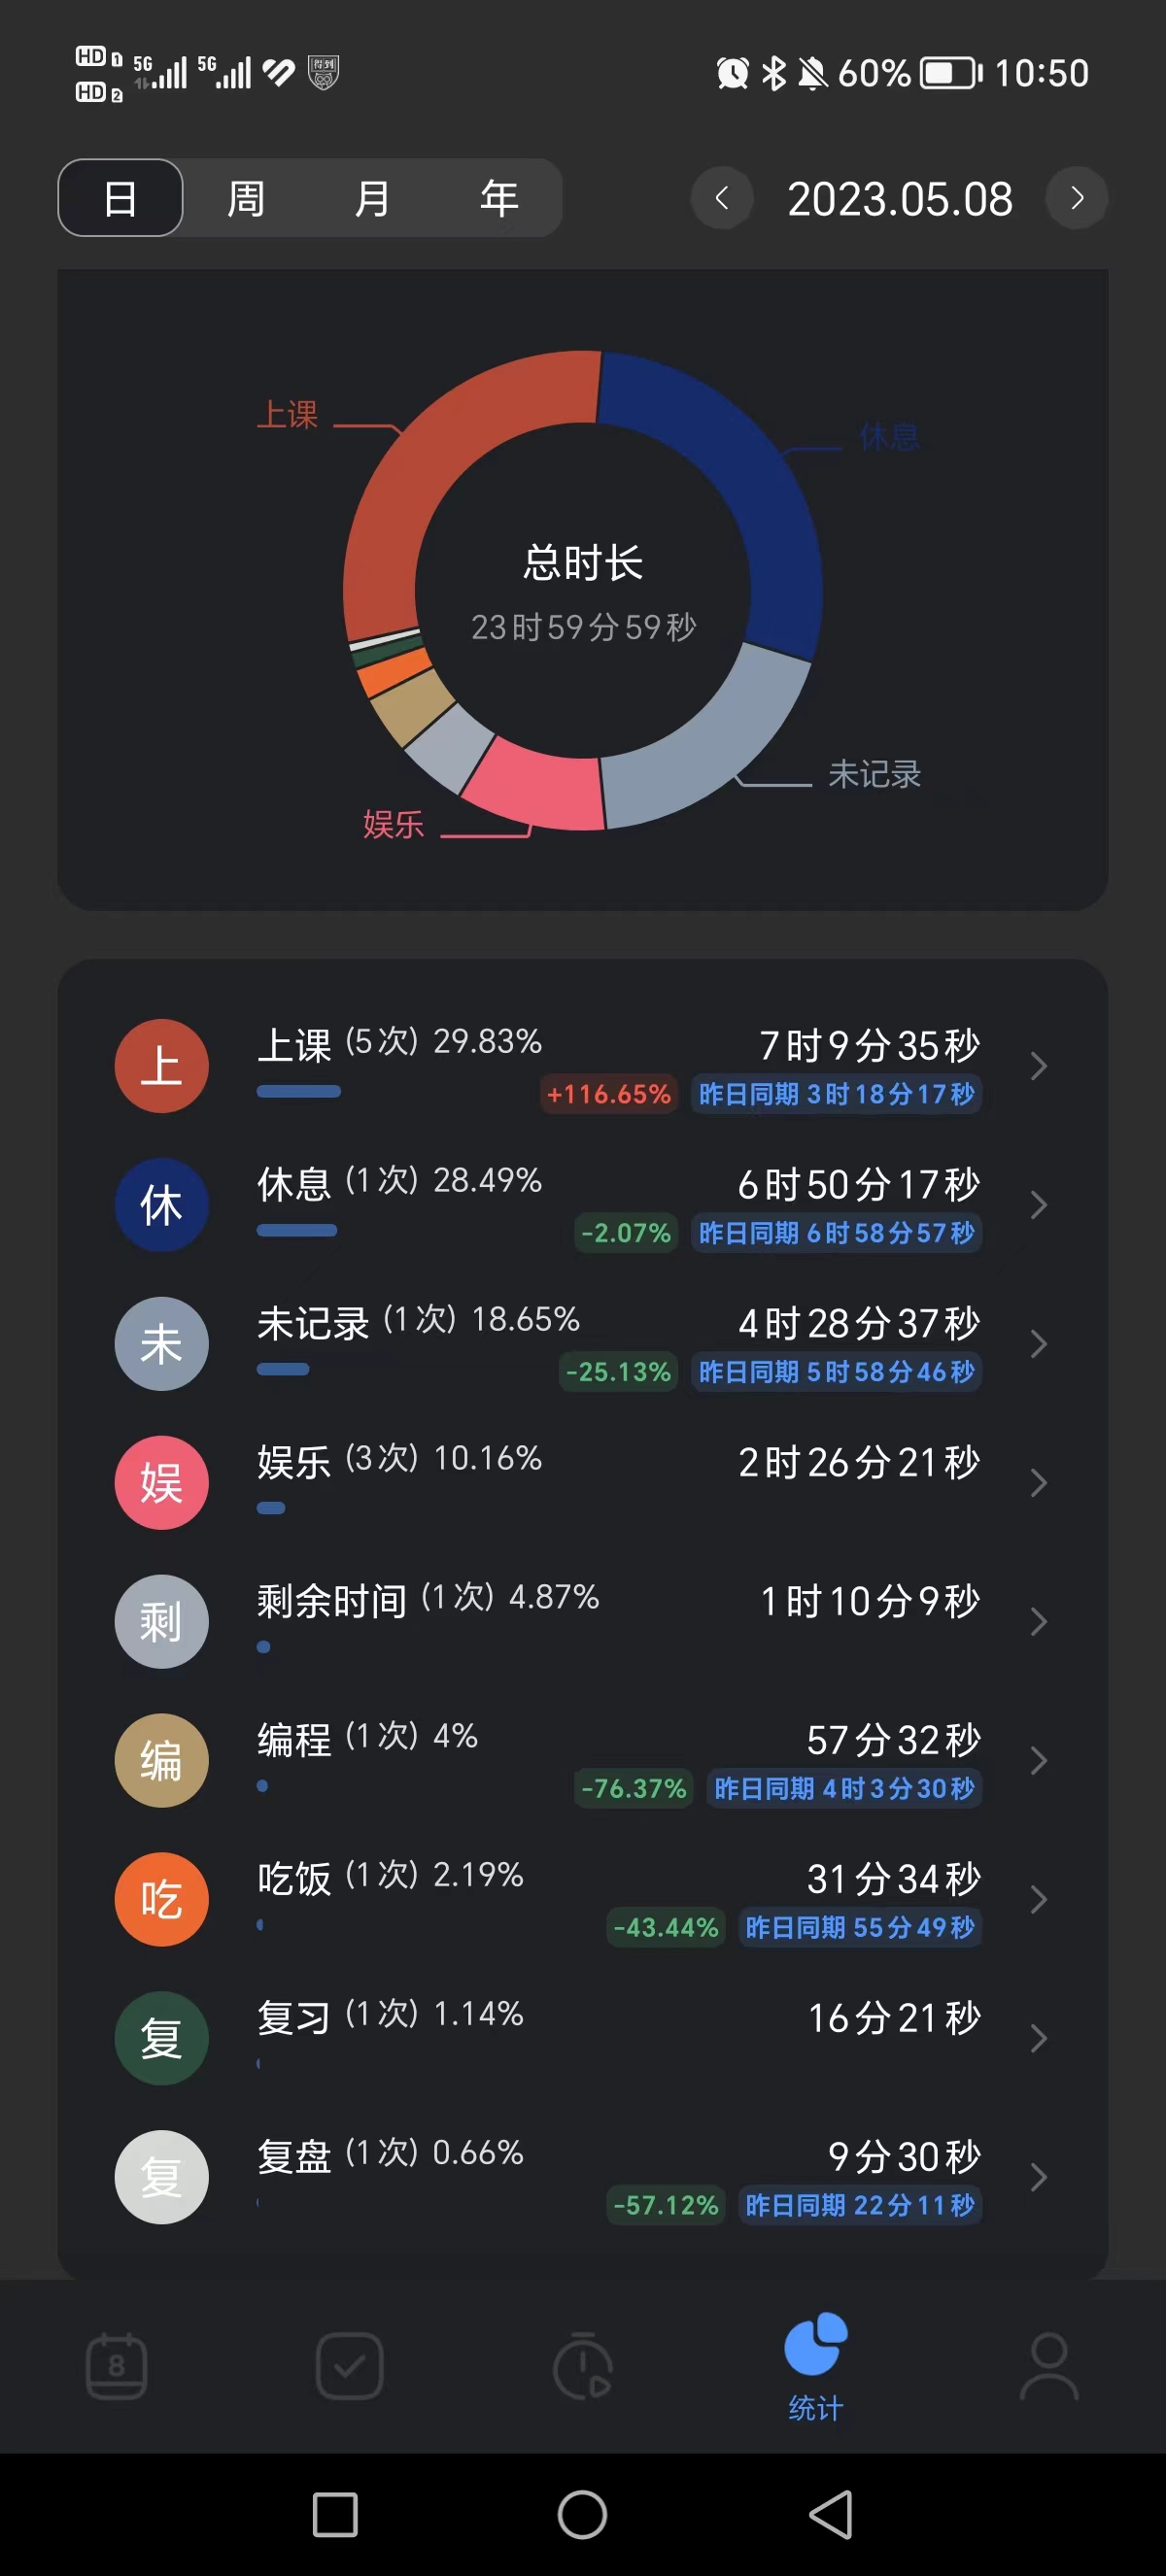 HD 1 5G 5G 得到 60% 10:50
HD 2
日 周 月 年 2023.05.08
上课
休息
总时长
23时59分59秒
未记录
娱乐
上 上课 (5次) 29.83% 7时9分35秒
+116.65% 昨日同期 3时18分17秒
休 休息 (1次) 28.49% 6时50分17秒
-2.07% 昨日同期 6时58分57秒
未 未记录 (1次) 18.65% 4时28分37秒
-25.13% 昨日同期 5时58分46秒
娱 娱乐 (3次) 10.16% 2时26分21秒
剩 剩余时间 (1次) 4.87% 1时10分9秒
编 编程 (1次) 4% 57分32秒
-76.37% 昨日同期 4时3分30秒
吃 吃饭 (1次) 2.19% 31分34秒
-43.44% 昨日同期 55分49秒
复 复习 (1次) 1.14% 16分21秒
复 复盘 (1次) 0.66% 9分30秒
-57.12% 昨日同期 22分11秒
8
统计